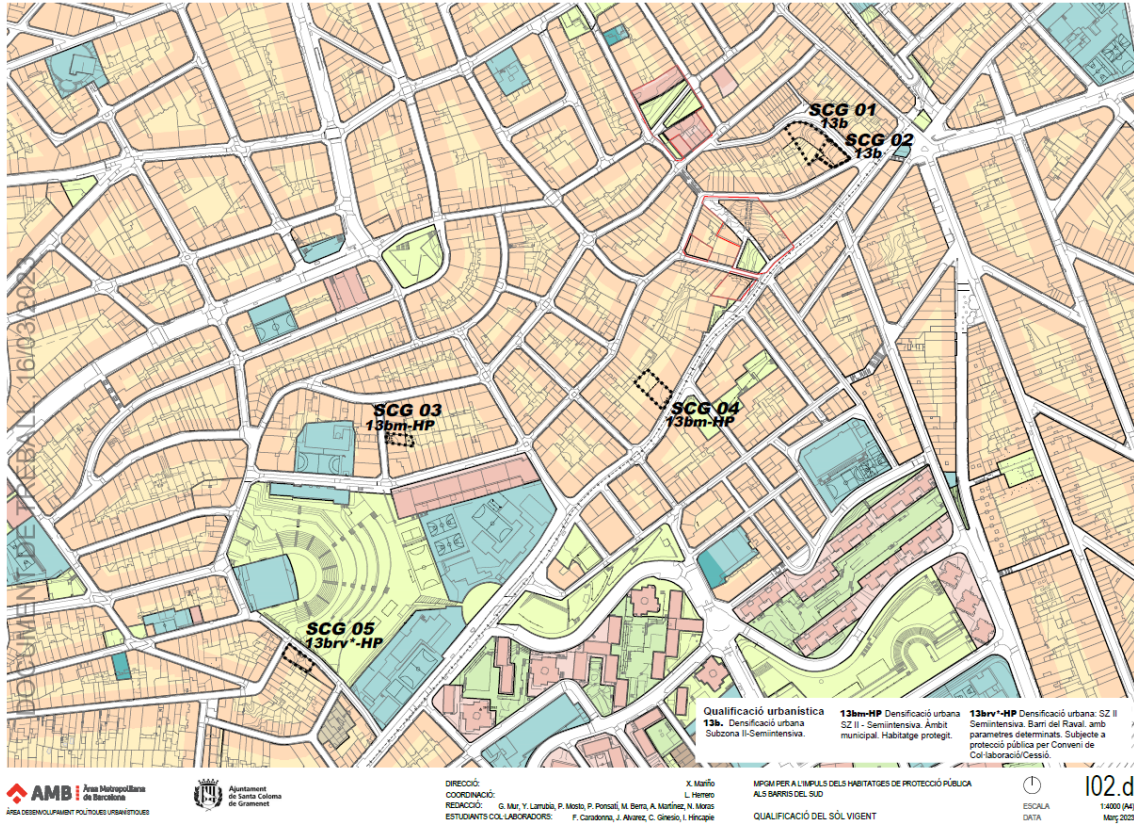 SCG 01
13b
SCG 02
13b
SCG 03
13bm-HP
SCG 04
13bm-HP
SCG 05
13brv*-HP
DOCUMENT DE TREBALL - 16/03/2023
Qualificació urbanística
13b. Densificació urbana
Subzona II-Semiintensiva.
13bm-HP Densificació urbana
SZ II - Semiintensiva. Àmbit
municipal. Habitatge protegit.
13brv*-HP Densificació urbana: SZ II
Semiintensiva. Barri del Raval. amb
parametres determinats. Subjecte a
protecció pública per Conveni de
Col·laboració/Cessió.
AMB Àrea Metropolitana
de Barcelona
ÀREA DESENVOLUPAMENT POLÍTIQUES URBANÍSTIQUES
Ajuntament
de Santa Coloma
de Gramenet
DIRECCIÓ: X. Mariño
COORDINACIÓ: L. Herrero
REDACCIÓ: G. Mur, Y. Larrubia, P. Mosto, P. Ponsatí, M. Berra, A. Martínez, N. Moras
ESTUDIANTS COL·LABORADORS: F. Caradonna, J. Alvarez, C. Ginesio, I. Hincapie
MPGM PER A L'IMPULS DELS HABITATGES DE PROTECCIÓ PÚBLICA
ALS BARRIS DEL SUD
QUALIFICACIÓ DEL SÒL VIGENT
I02.d
ESCALA 1:4000 (A4)
DATA Març 2023